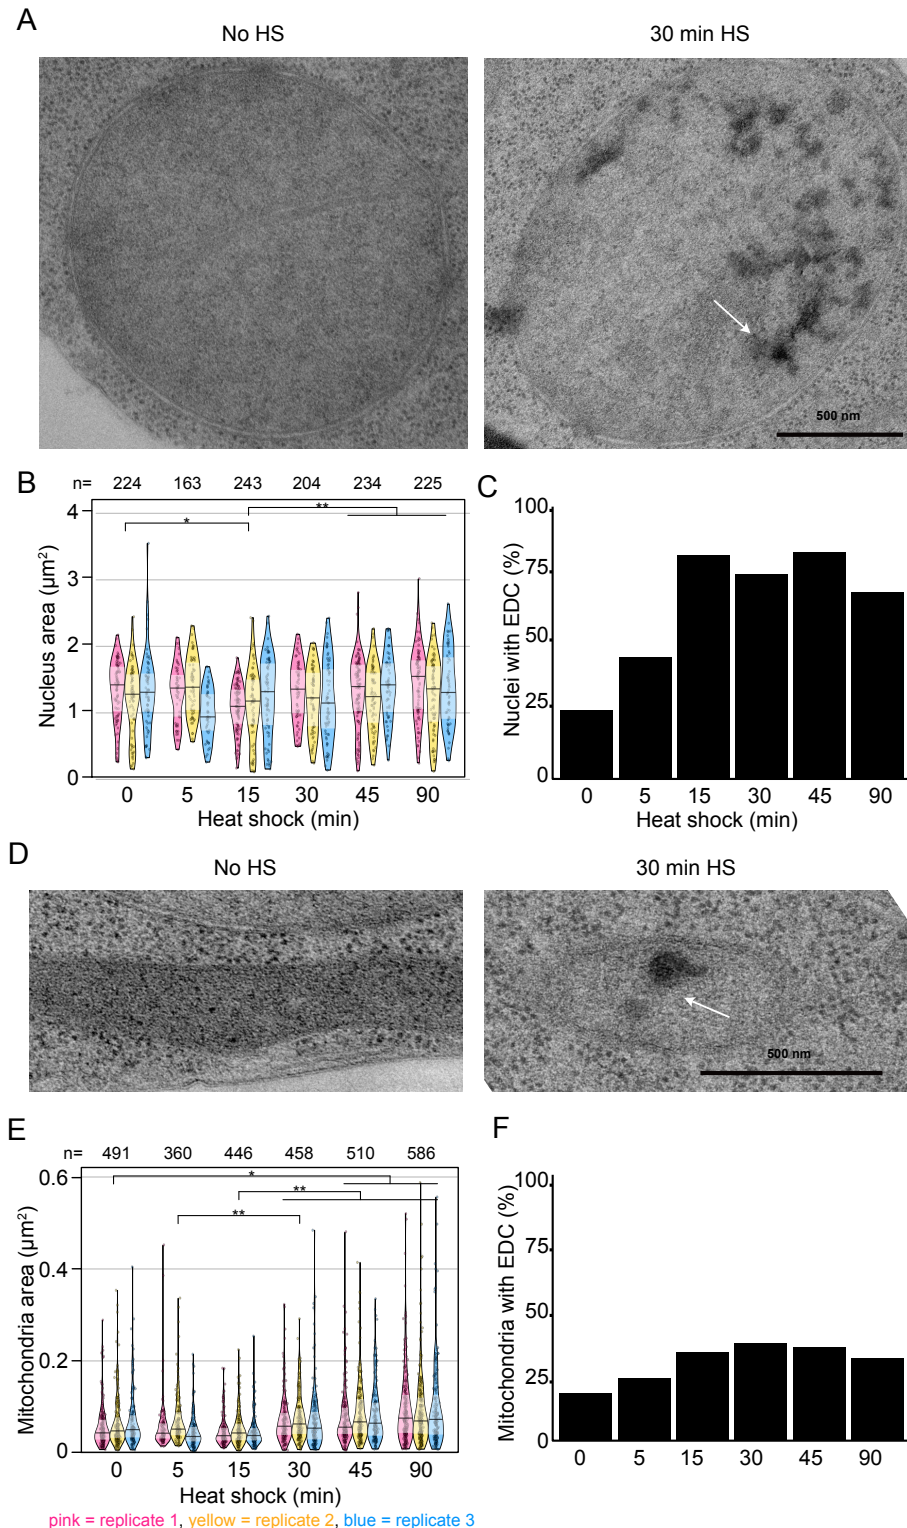 A
No HS
30 min HS
500 nm
B
n= 224 163 243 204 234 225
4
3
2
1
0
Nucleus area (µm²)
*
**
0 5 15 30 45 90
Heat shock (min)
C
100
75
50
25
0
Nuclei with EDC (%)
0 5 15 30 45 90
Heat shock (min)
D
No HS
30 min HS
500 nm
E
n= 491 360 446 458 510 586
0.6
0.4
0.2
0
Mitochondria area (µm²)
*
**
**
0 5 15 30 45 90
Heat shock (min)
pink = replicate 1, yellow = replicate 2, blue = replicate 3
F
100
75
50
25
0
Mitochondria with EDC (%)
0 5 15 30 45 90